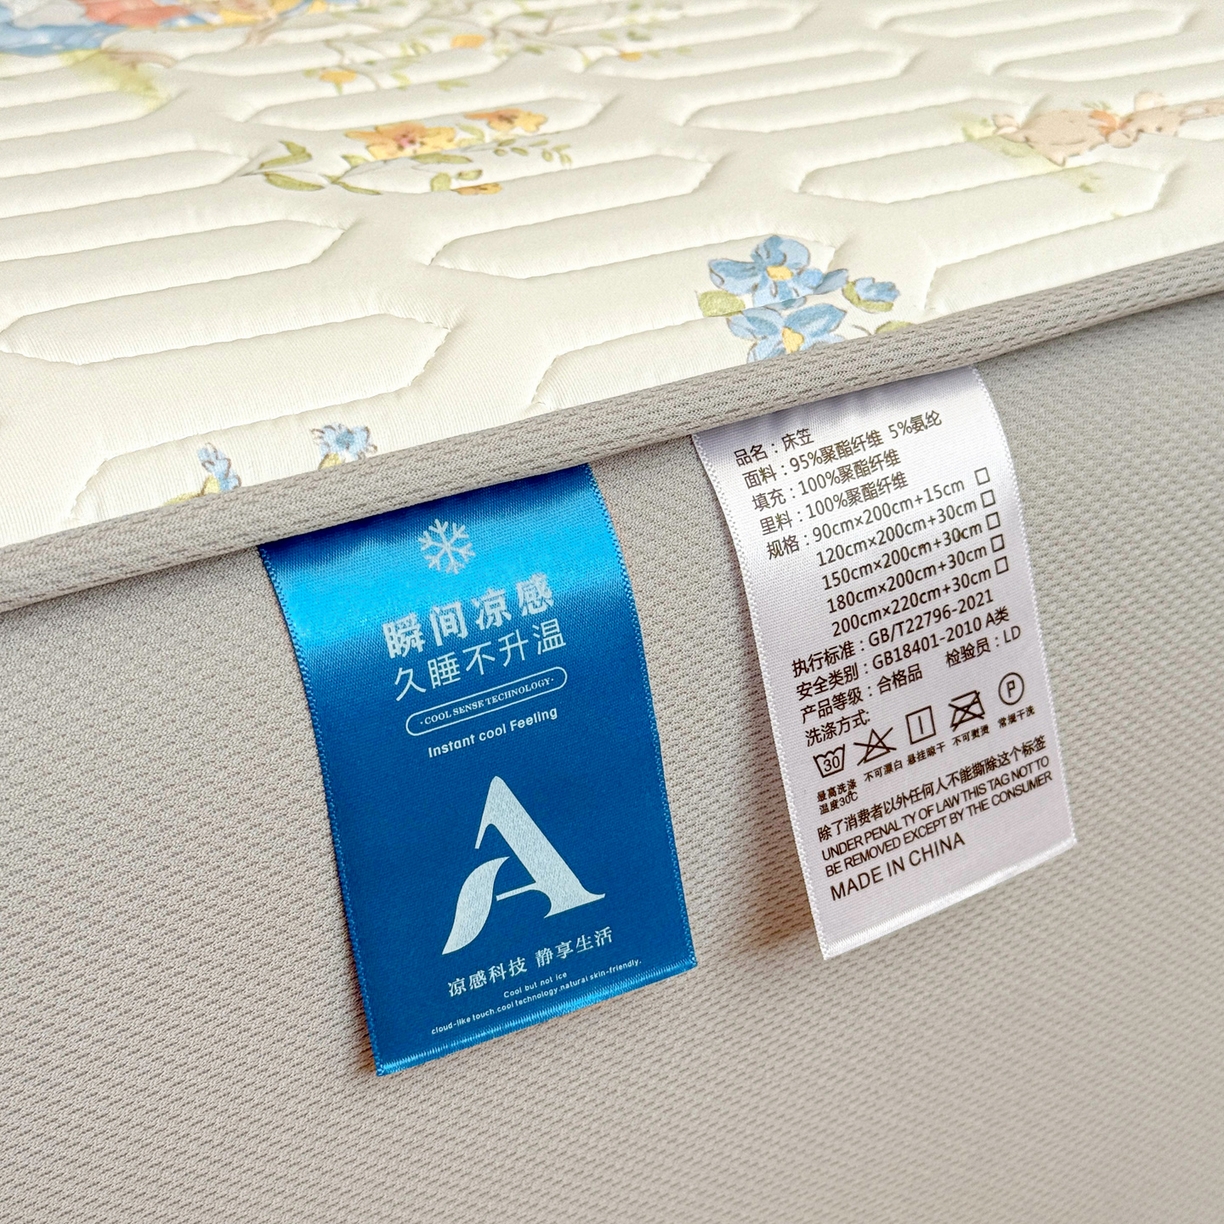 瞬间凉感
久睡不升温
·COOL SENSE TECHNOLOGY·
Instant cool Feeling
A
凉感科技 静享生活
Cool but not ice
cloud-like touch.cool technology.natural skin-friendly.
品名：床笠
面料：95%聚酯纤维 5%氨纶
填充：100%聚酯纤维
里料：100%聚酯纤维
规格：90cm×200cm+15cm
120cm×200cm+30cm
150cm×200cm+30cm
180cm×200cm+30cm
200cm×220cm+30cm
执行标准：GB/T22796-2021
安全类别：GB18401-2010 A类
产品等级：合格品 检验员：LD
洗涤方式:
30 P
最高洗涤温度30℃ 不可漂白 悬挂晾干 不可熨烫 常规干洗
除了消费者以外任何人不能撕除这个标签
UNDER PENALTY OF LAW THIS TAG NOT TO
BE REMOVED EXCEPT BY THE CONSUMER
MADE IN CHINA